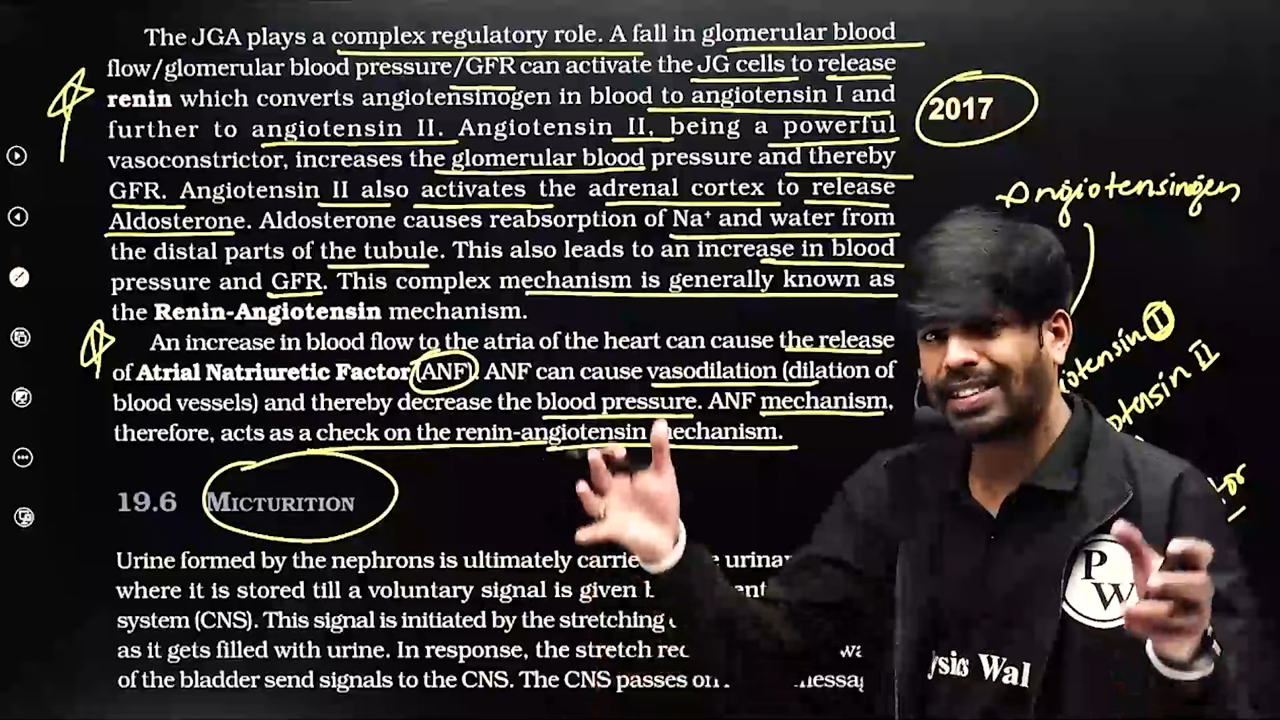 The JGA plays a complex regulatory role. A fall in glomerular blood
flow/glomerular blood pressure/GFR can activate the JG cells to release
renin which converts angiotensinogen in blood to angiotensin I and
further to angiotensin II. Angiotensin II, being a powerful
vasoconstrictor, increases the glomerular blood pressure and thereby
GFR. Angiotensin II also activates the adrenal cortex to release
Aldosterone. Aldosterone causes reabsorption of Na⁺ and water from
the distal parts of the tubule. This also leads to an increase in blood
pressure and GFR. This complex mechanism is generally known as
the Renin-Angiotensin mechanism.
An increase in blood flow to the atria of the heart can cause the release
of Atrial Natriuretic Factor (ANF). ANF can cause vasodilation (dilation of
blood vessels) and thereby decrease the blood pressure. ANF mechanism,
therefore, acts as a check on the renin-angiotensin mechanism.
19.6 MICTURITION
Urine formed by the nephrons is ultimately
where it is stored till a voluntary signal is given
system (CNS). This signal is initiated by the stretching
as it gets filled with urine. In response, the stretch
of the bladder send signals to the CNS. The CNS passes
2017
Angiotensinogen
iotensin I
otensin II
or
PW
ysics Wal